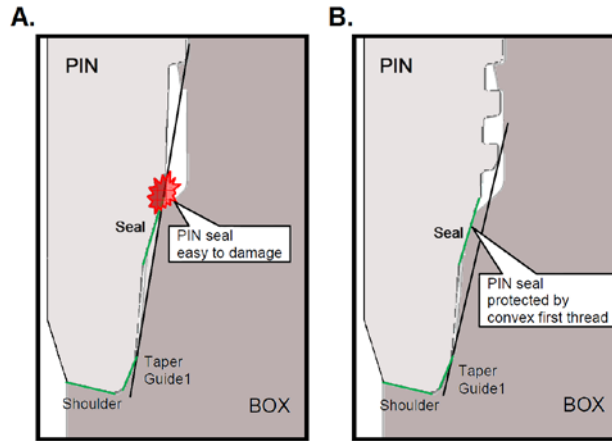 A.
PIN
Seal
PIN seal
easy to damage
Taper
Guide1
Shoulder
BOX
B.
PIN
Seal
PIN seal
protected by
convex first thread
Taper
Guide1
Shoulder
BOX